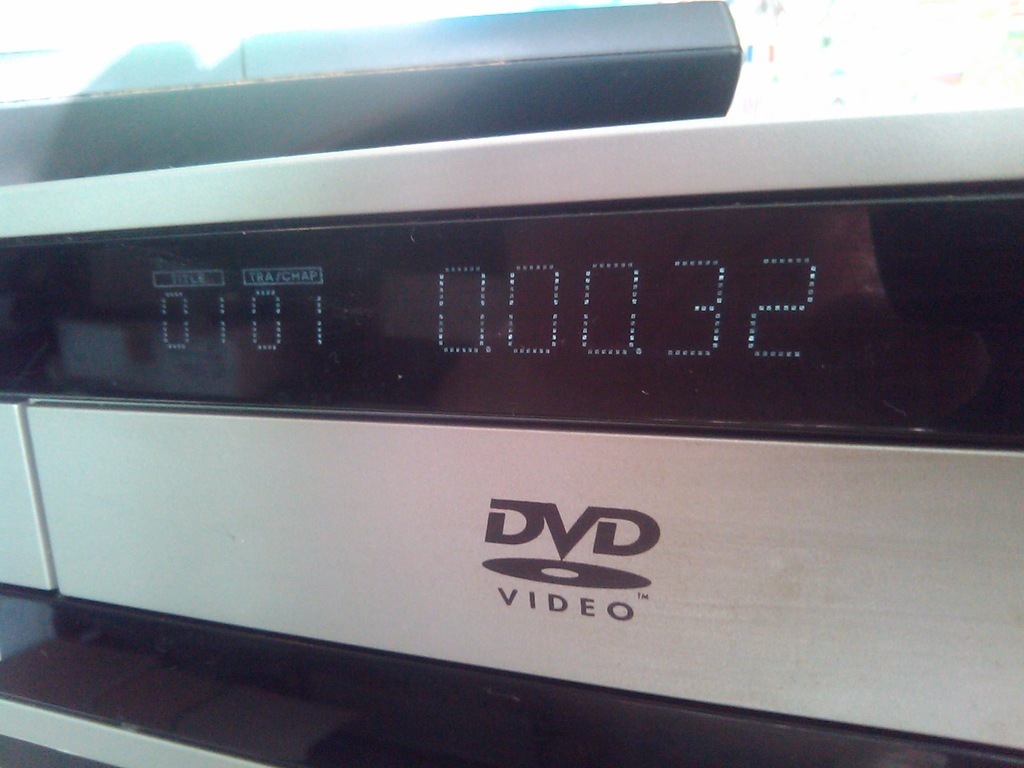 TITLE TRA/CHAP
01 01 0.00.32
DVD
VIDEO™